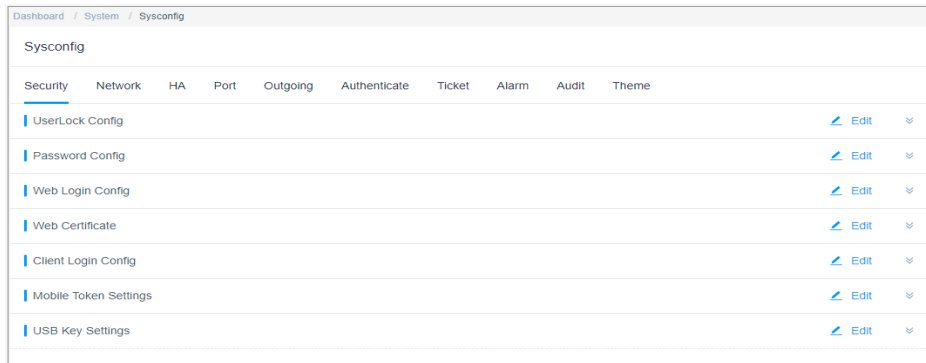 Dashboard / System / Sysconfig
Sysconfig
Security Network HA Port Outgoing Authenticate Ticket Alarm Audit Theme
UserLock Config Edit
Password Config Edit
Web Login Config Edit
Web Certificate Edit
Client Login Config Edit
Mobile Token Settings Edit
USB Key Settings Edit